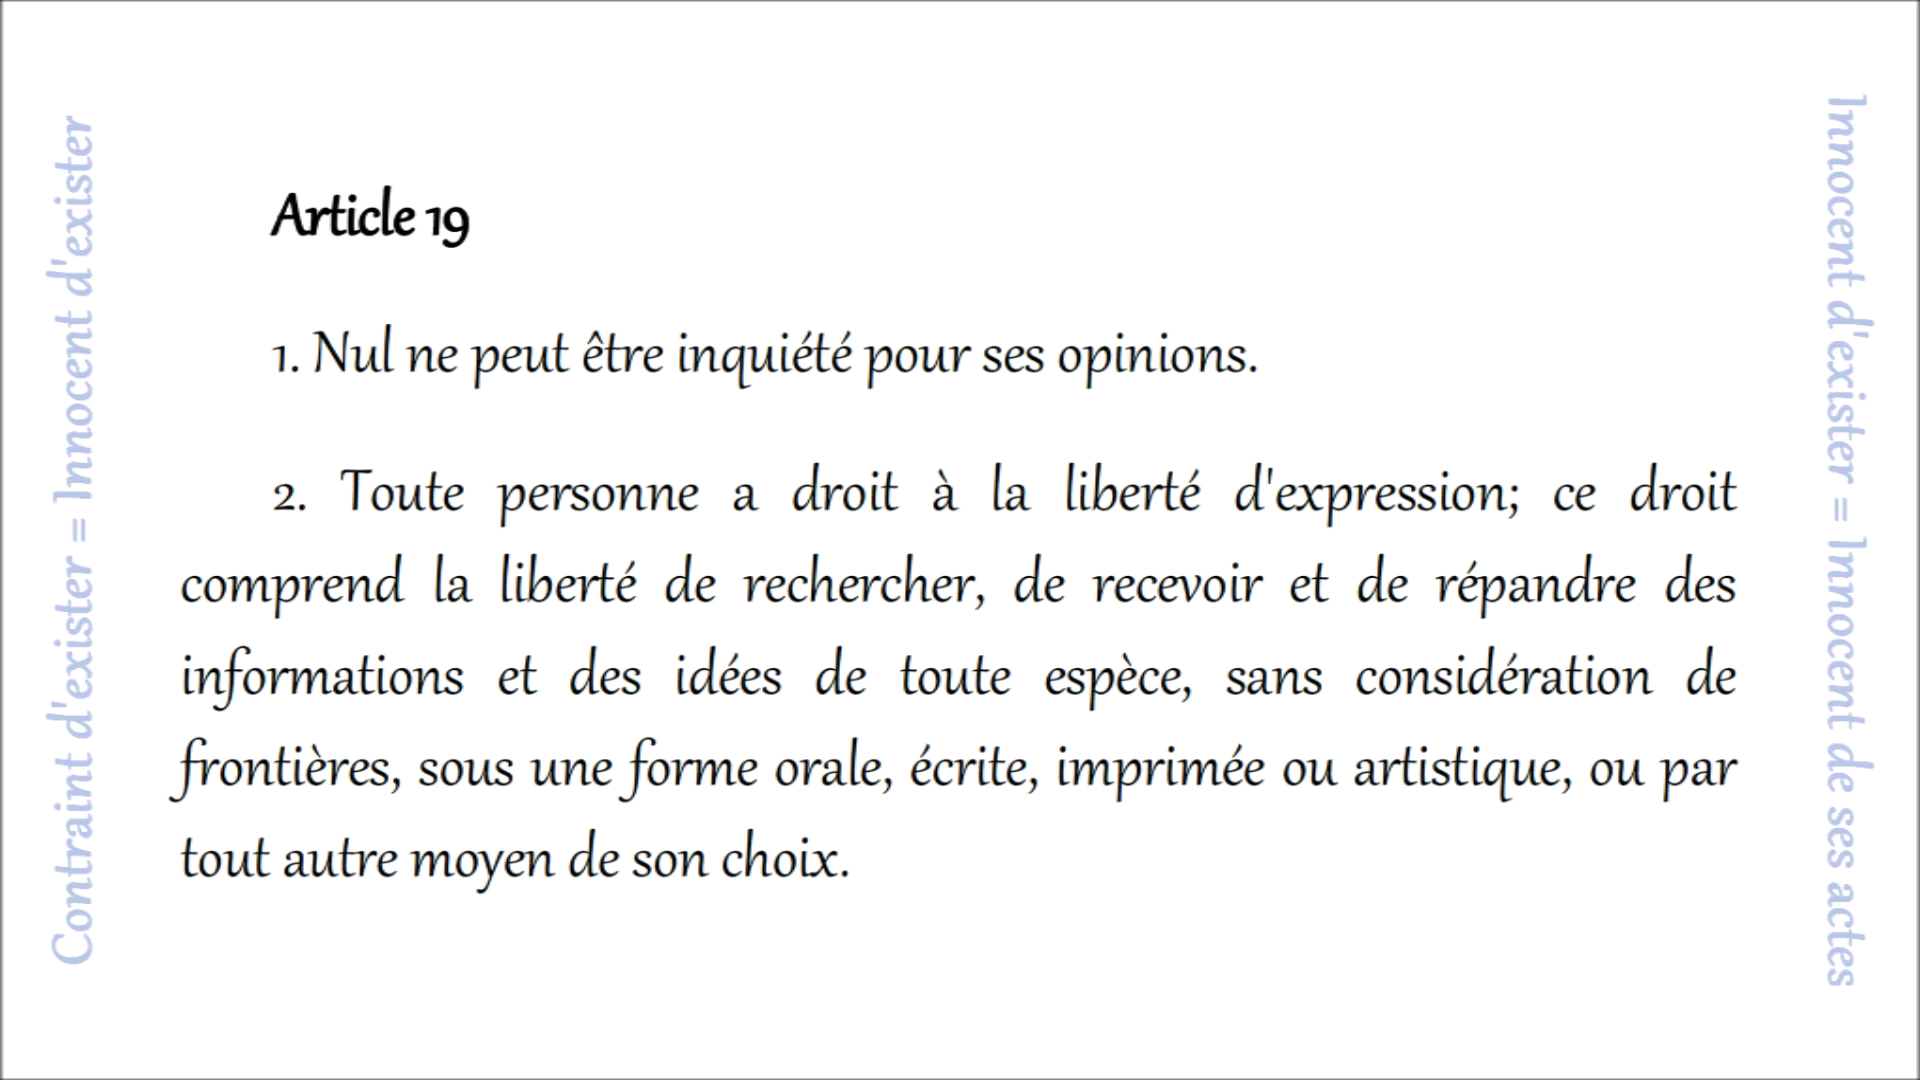 Contraint d'exister = Innocent d'exister
Article 19
1. Nul ne peut être inquiété pour ses opinions.
2. Toute personne a droit à la liberté d'expression; ce droit
comprend la liberté de rechercher, de recevoir et de répandre des
informations et des idées de toute espèce, sans considération de
frontières, sous une forme orale, écrite, imprimée ou artistique, ou par
tout autre moyen de son choix.
Innocent d'exister = Innocent de ses actes